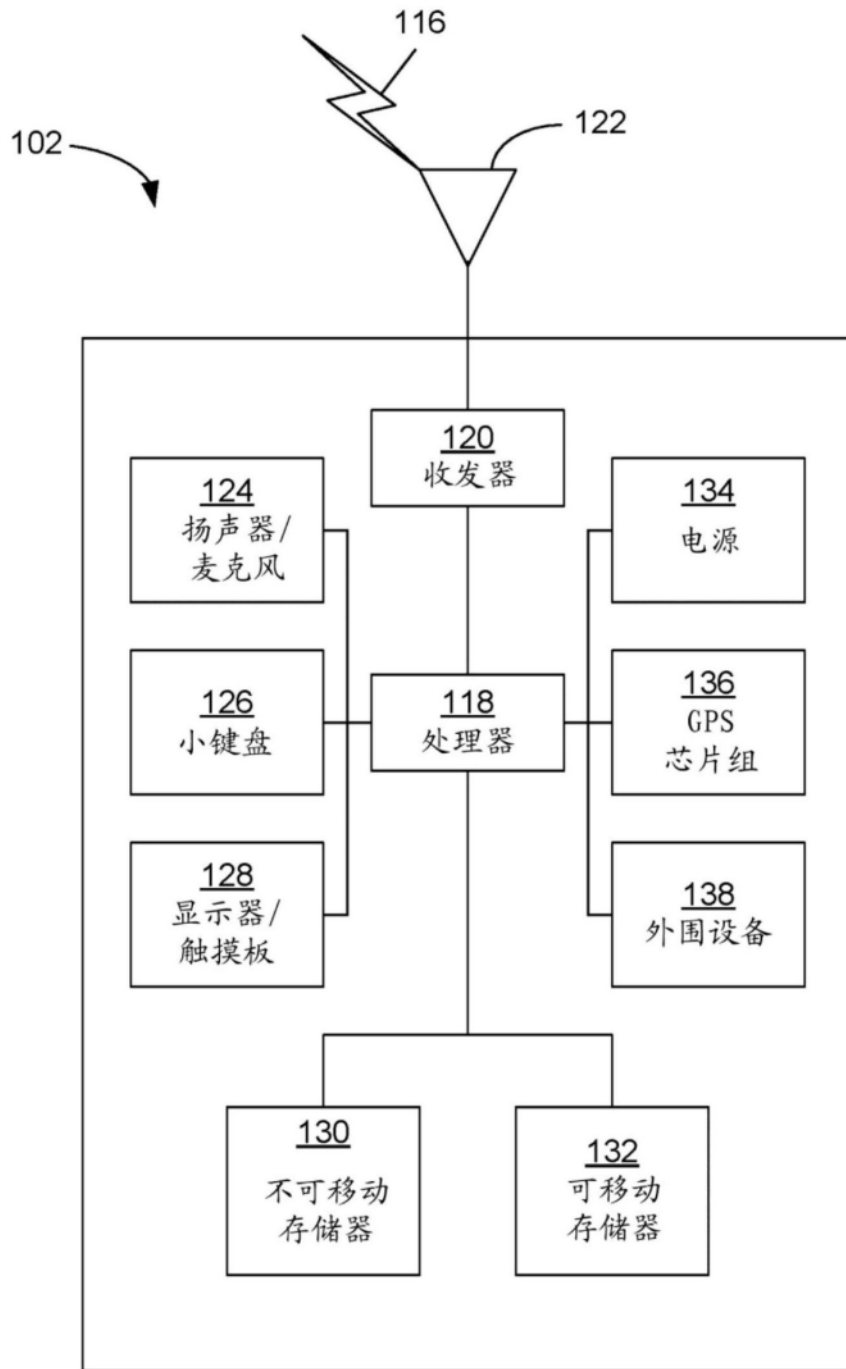 116
122
102
120
收发器
124
扬声器/
麦克风
134
电源
126
小键盘
118
处理器
136
GPS
芯片组
128
显示器/
触摸板
138
外围设备
130
不可移动
存储器
132
可移动
存储器